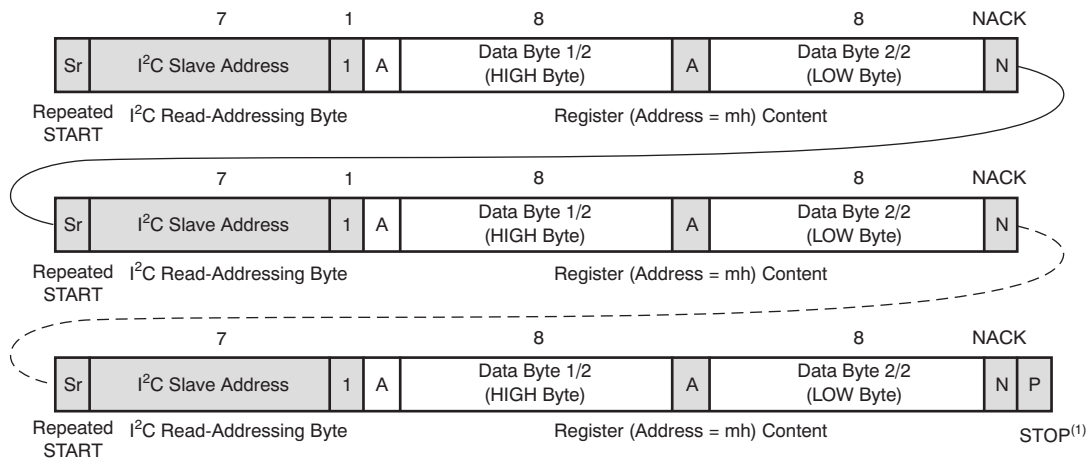 7 1 8 8 NACK
Sr I²C Slave Address 1 A Data Byte 1/2 (HIGH Byte) A Data Byte 2/2 (LOW Byte) N
Repeated START I²C Read-Addressing Byte Register (Address = mh) Content
7 1 8 8 NACK
Sr I²C Slave Address 1 A Data Byte 1/2 (HIGH Byte) A Data Byte 2/2 (LOW Byte) N
Repeated START I²C Read-Addressing Byte Register (Address = mh) Content
7 8 8 NACK
Sr I²C Slave Address 1 A Data Byte 1/2 (HIGH Byte) A Data Byte 2/2 (LOW Byte) N P
Repeated START I²C Read-Addressing Byte Register (Address = mh) Content STOP⁽¹⁾